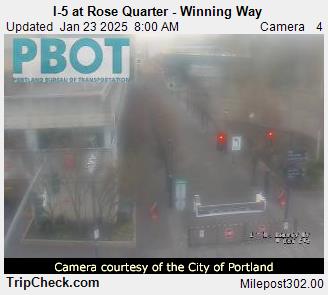 I-5 at Rose Quarter - Winning Way
Updated Jan 23 2025 8:00 AM Camera 4
PBOT
PORTLAND BUREAU OF TRANSPORTATION
Camera courtesy of the City of Portland
TripCheck.com Milepost302.00